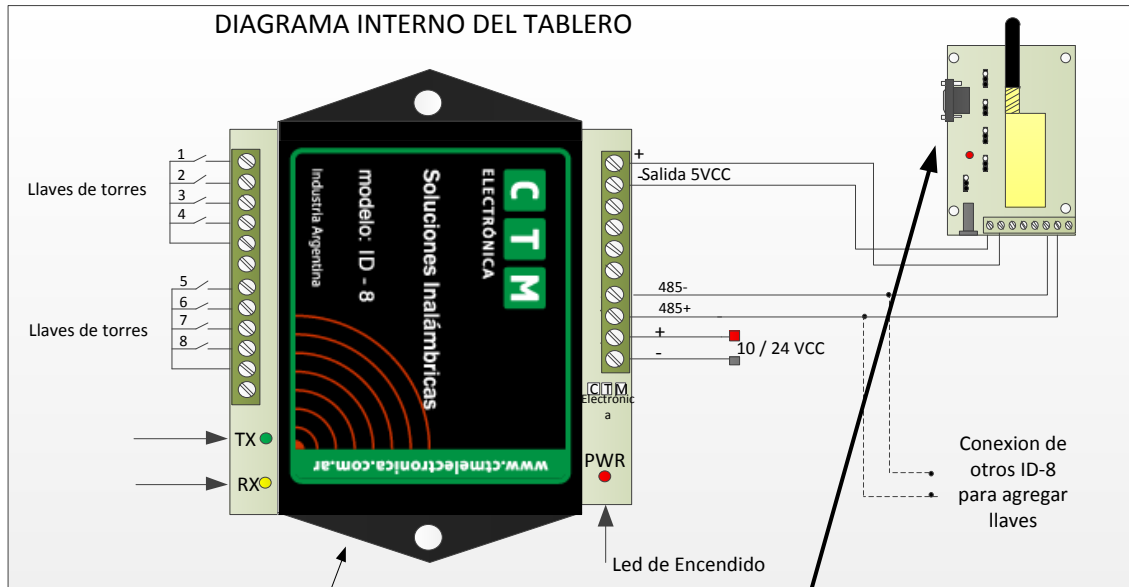 DIAGRAMA INTERNO DEL TABLERO
1
2
Llaves de torres
3
4
5
6
Llaves de torres
7
8
TX
RX
CTM
ELECTRÓNICA
Soluciones Inalámbricas
modelo: ID - 8
Industria Argentina
www.ctmelectronica.com.ar
+
- Salida 5VCC
485-
485+
+
-
10 / 24 VCC
CTM
Electrónic
a
PWR
Led de Encendido
Conexion de
otros ID-8
para agregar
llaves